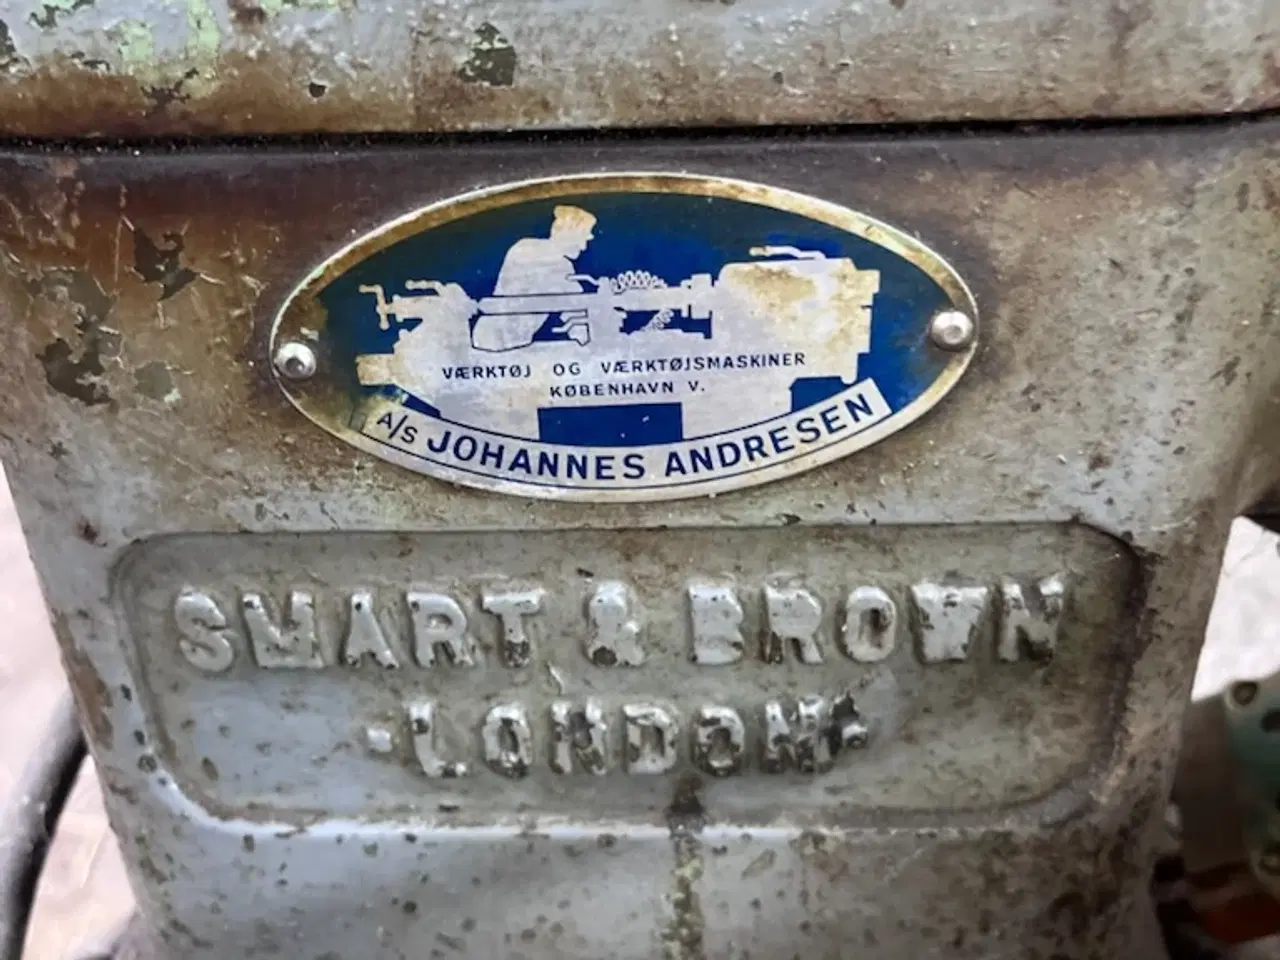 VÆRKTØJ OG VÆRKTØJSMASKINER
KØBENHAVN V.
A/S JOHANNES ANDRESEN
SMART & BROWN
-LONDON-